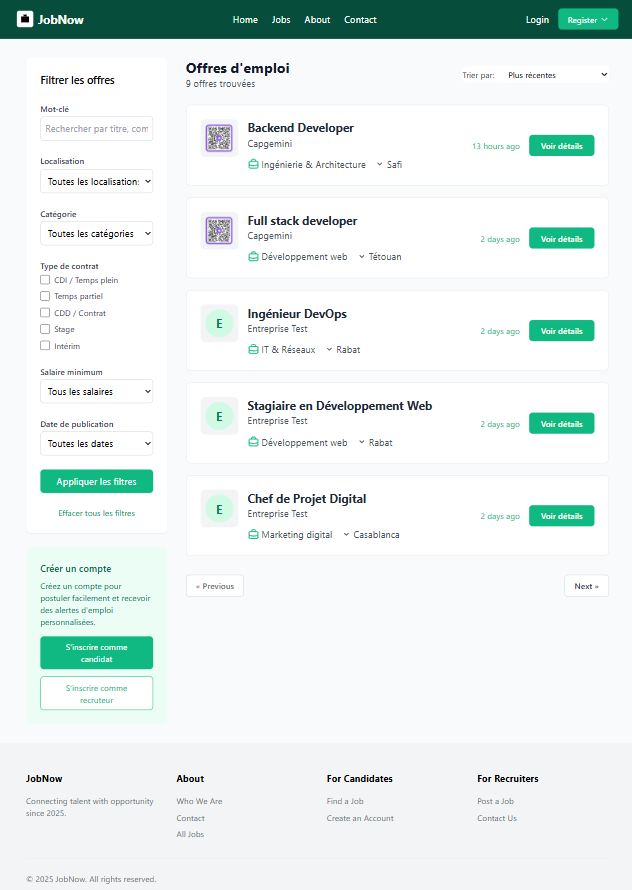 JobNow
Home Jobs About Contact
Login Register
Filtrer les offres
Mot-clé
Rechercher par titre, com
Localisation
Toutes les localisations
Catégorie
Toutes les catégories
Type de contrat
CDI / Temps plein
Temps partiel
CDD / Contrat
Stage
Intérim
Salaire minimum
Tous les salaires
Date de publication
Toutes les dates
Appliquer les filtres
Effacer tous les filtres
Créer un compte
Créez un compte pour
postuler facilement et recevoir
des alertes d'emploi
personnalisées.
S'inscrire comme
candidat
S'inscrire comme
recruteur
Offres d'emploi
9 offres trouvées
Trier par: Plus récentes
Backend Developer
Capgemini
Ingénierie & Architecture Safi
13 hours ago Voir détails
Full stack developer
Capgemini
Développement web Tétouan
2 days ago Voir détails
E
Ingénieur DevOps
Entreprise Test
IT & Réseaux Rabat
2 days ago Voir détails
E
Stagiaire en Développement Web
Entreprise Test
Développement web Rabat
2 days ago Voir détails
E
Chef de Projet Digital
Entreprise Test
Marketing digital Casablanca
2 days ago Voir détails
« Previous Next »
JobNow
Connecting talent with opportunity
since 2025.
About
Who We Are
Contact
All Jobs
For Candidates
Find a Job
Create an Account
For Recruiters
Post a Job
Contact Us
© 2025 JobNow. All rights reserved.